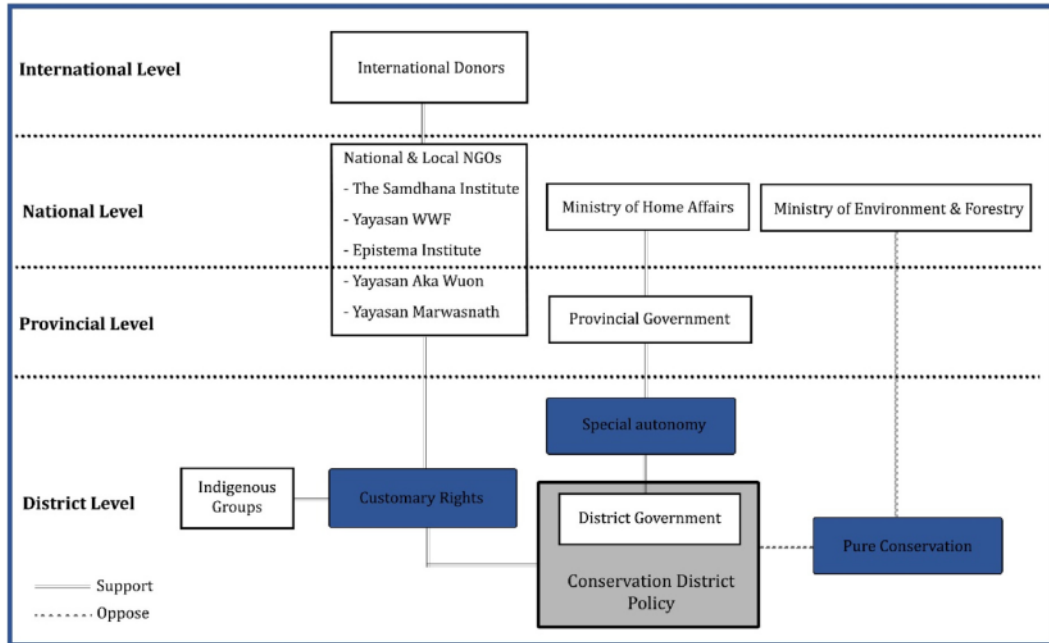 International Level
International Donors
National & Local NGOs
- The Samdhana Institute
- Yayasan WWF
- Epistema Institute
- Yayasan Aka Wuon
- Yayasan Marwasnath
National Level
Ministry of Home Affairs
Ministry of Environment & Forestry
Provincial Level
Provincial Government
Special autonomy
District Level
Indigenous
Groups
Customary Rights
District Government
Conservation District
Policy
Pure Conservation
Support
Oppose